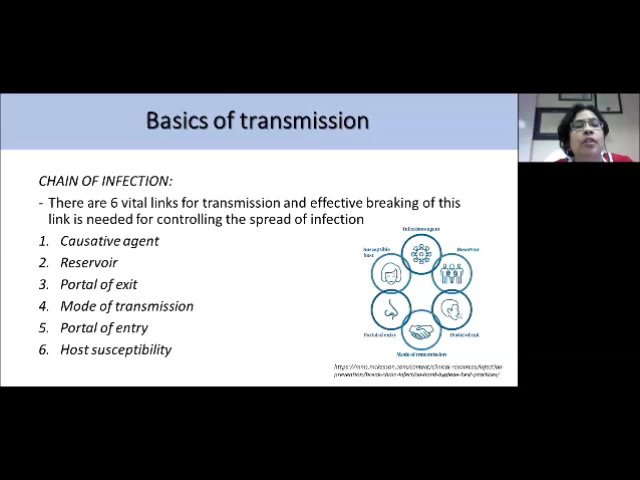 Basics of transmission
CHAIN OF INFECTION:
- There are 6 vital links for transmission and effective breaking of this
link is needed for controlling the spread of infection
1. Causative agent
2. Reservoir
3. Portal of exit
4. Mode of transmission
5. Portal of entry
6. Host susceptibility
Infectious agent
Susceptible
host
Reservoir
Portal of entry
Portal of exit
Mode of transmission